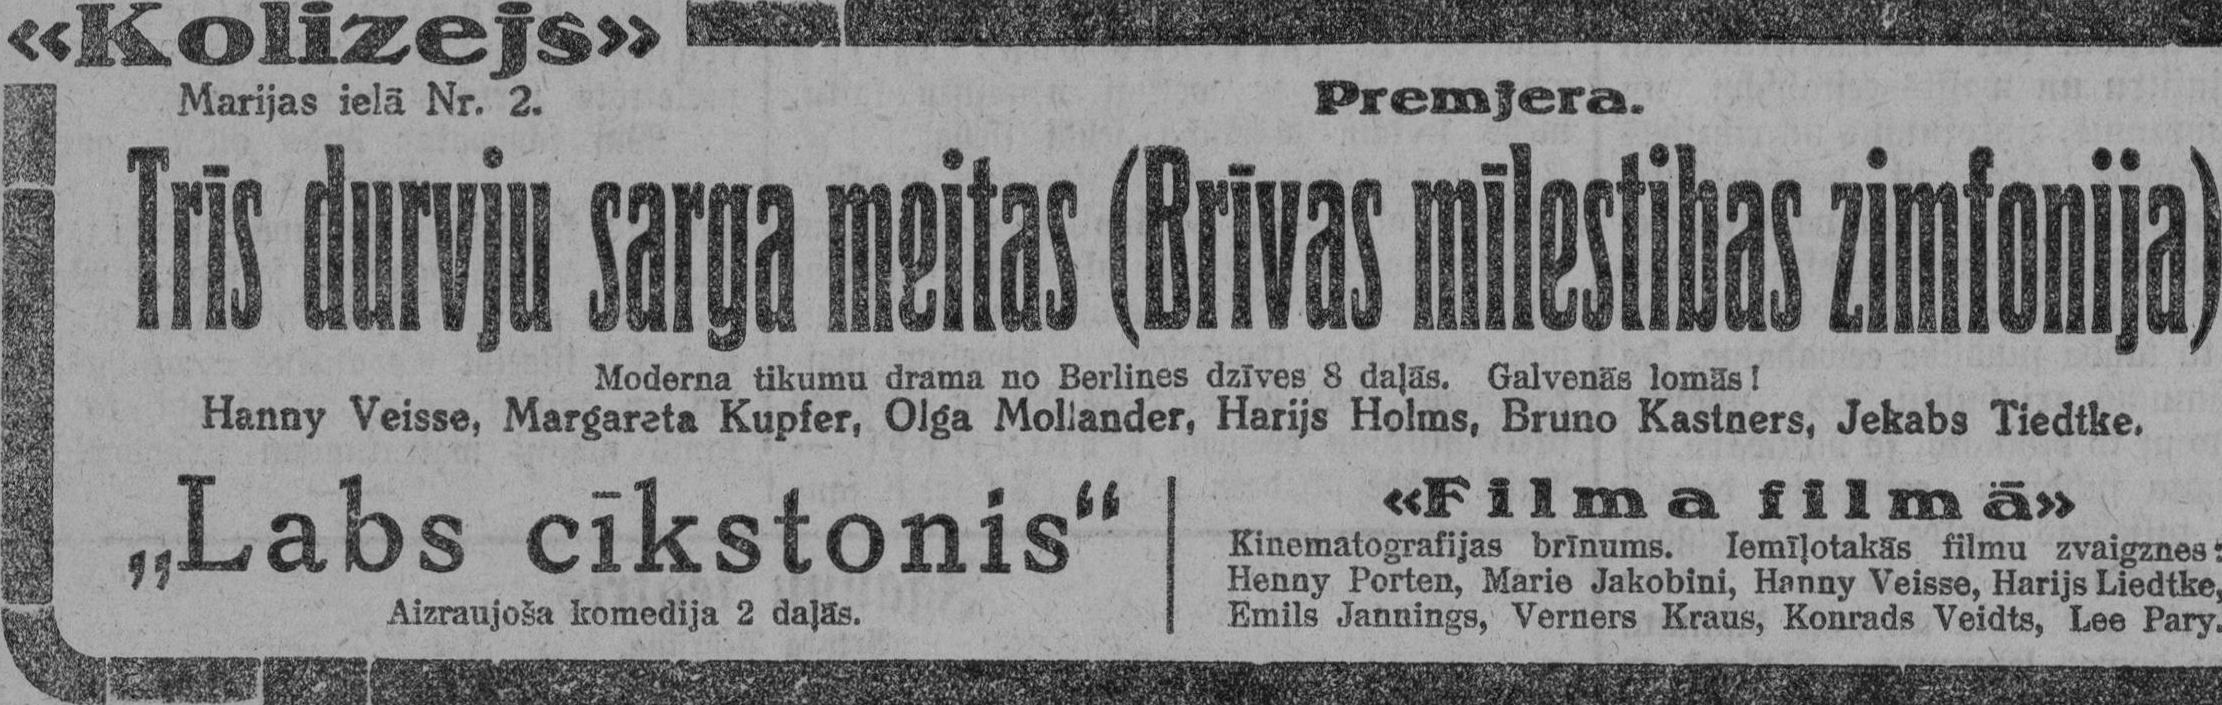 «Kolizejs»
Marijas ielā Nr. 2.
Premjera.
Trīs durvju sarga meitas (Brīvas mīlestibas zimfonija)
Moderna tikumu drama no Berlines dzīves 8 daļās. Galvenās lomās!
Hanny Veisse, Margareta Kupfer, Olga Mollander, Harijs Holms, Bruno Kastners, Jekabs Tiedtke.
„Labs cīkstonis“
Aizraujoša komedija 2 daļās.
«Filma filmā»
Kinematografijas brīnums. Iemīļotakās filmu zvaigznes:
Henny Porten, Marie Jakobini, Hanny Veisse, Harijs Liedtke,
Emils Jannings, Verners Kraus, Konrads Veidts, Lee Pary.